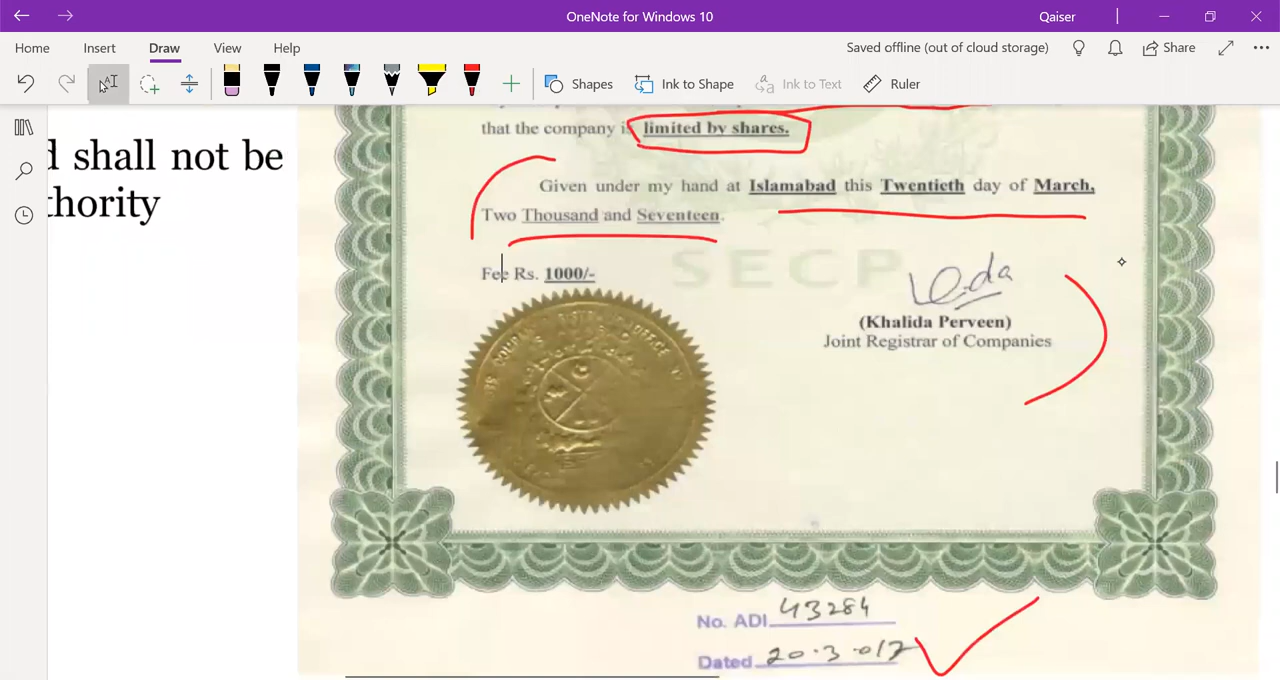 OneNote for Windows 10
Qaiser
Home Insert Draw View Help
Saved offline (out of cloud storage)
Share
Shapes
Ink to Shape
Ink to Text
Ruler
d shall not be
thority
that the company is limited by shares.
Given under my hand at Islamabad this Twentieth day of March,
Two Thousand and Seventeen.
SECP
Fee Rs. 1000/-
(Khalida Perveen)
Joint Registrar of Companies
No. ADI 43284
Dated 20.3.017